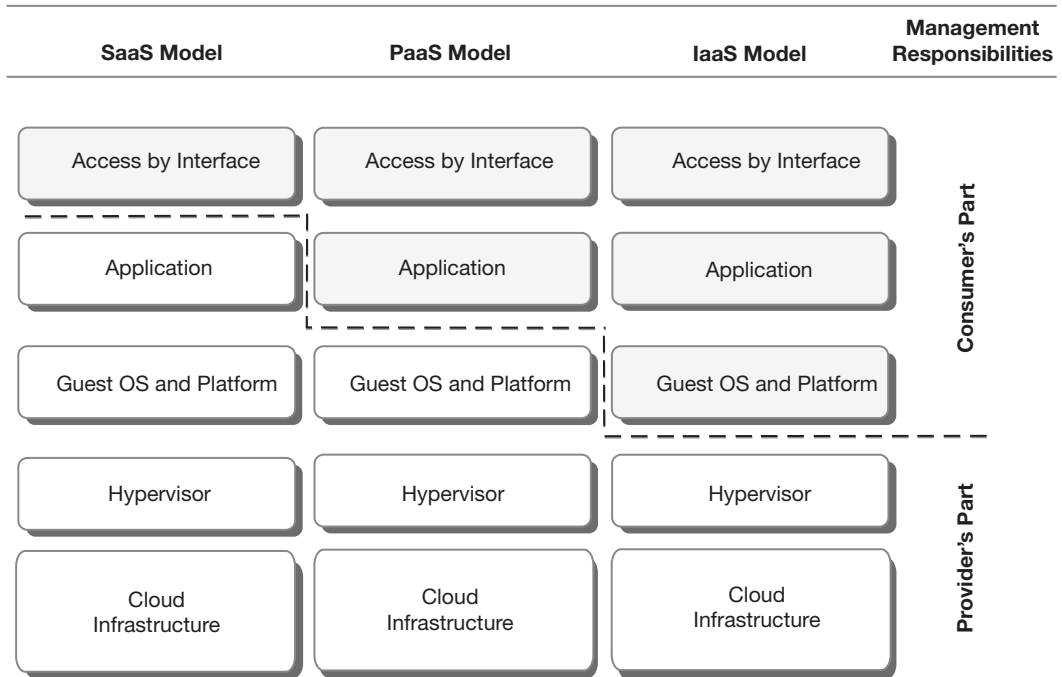 Management
Responsibilities
SaaS Model
PaaS Model
IaaS Model
Access by Interface
Access by Interface
Access by Interface
Application
Application
Application
Guest OS and Platform
Guest OS and Platform
Guest OS and Platform
Hypervisor
Hypervisor
Hypervisor
Cloud
Infrastructure
Cloud
Infrastructure
Cloud
Infrastructure
Consumer's Part
Provider's Part